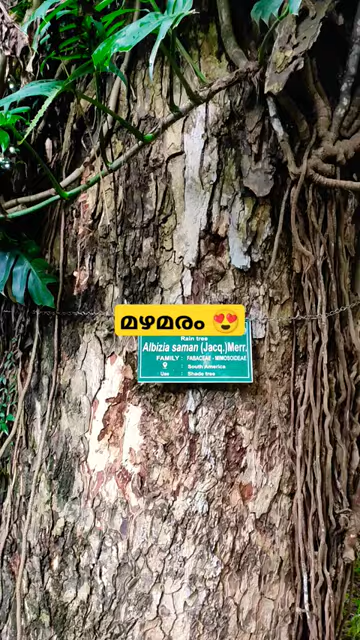 മഴമരം 😍
Rain tree
Albizia saman (Jacq.)Merr.
FAMILY : FABACEAE - MIMOSOIDEAE
: South America
Use : Shade tree